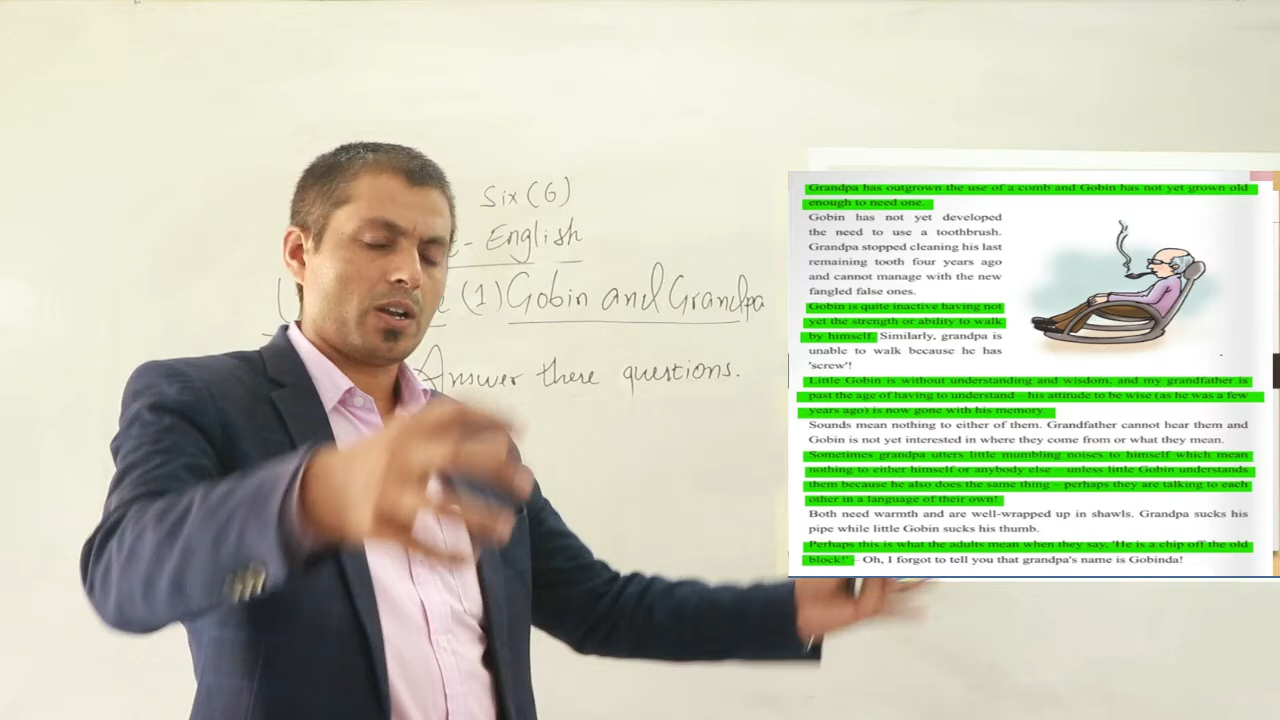 Six (6)
- English
(1) Gobin and Grandpa
Answer there questions.
Grandpa has outgrown the use of a comb and Gobin has not yet grown old
enough to need one.
Gobin has not yet developed
the need to use a toothbrush.
Grandpa stopped cleaning his last
remaining tooth four years ago
and cannot manage with the new
fangled false ones.
Gobin is quite inactive having not
yet the strength or ability to walk
by himself. Similarly, grandpa is
unable to walk because he has
'screw'!
Little Gobin is without understanding and wisdom, and my grandfather is
past the age of having to understand – his attitude to be wise (as he was a few
years ago) is now gone with his memory.
Sounds mean nothing to either of them. Grandfather cannot hear them and
Gobin is not yet interested in where they come from or what they mean.
Sometimes grandpa utters little mumbling noises to himself which mean
nothing to either himself or anybody else – unless little Gobin understands
them because he also does the same thing – perhaps they are talking to each
other in a language of their own!
Both need warmth and are well-wrapped up in shawls. Grandpa sucks his
pipe while little Gobin sucks his thumb.
Perhaps this is what the adults mean when they say, 'He is a chip off the old
block!' – Oh, I forgot to tell you that grandpa's name is Gobinda!